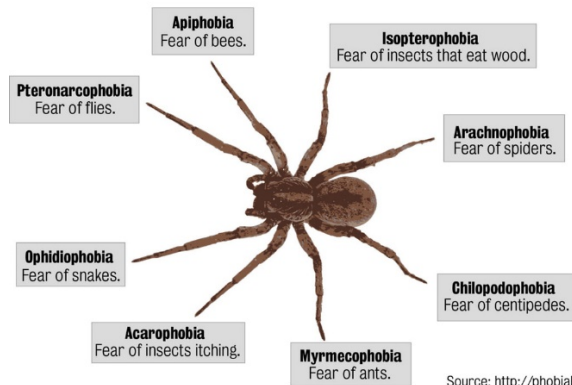 Apiphobia
Fear of bees.
Isopterophobia
Fear of insects that eat wood.
Pteronarcophobia
Fear of flies.
Arachnophobia
Fear of spiders.
Ophidiophobia
Fear of snakes.
Chilopodophobia
Fear of centipedes.
Acarophobia
Fear of insects itching.
Myrmecophobia
Fear of ants.
Source: http://phobial